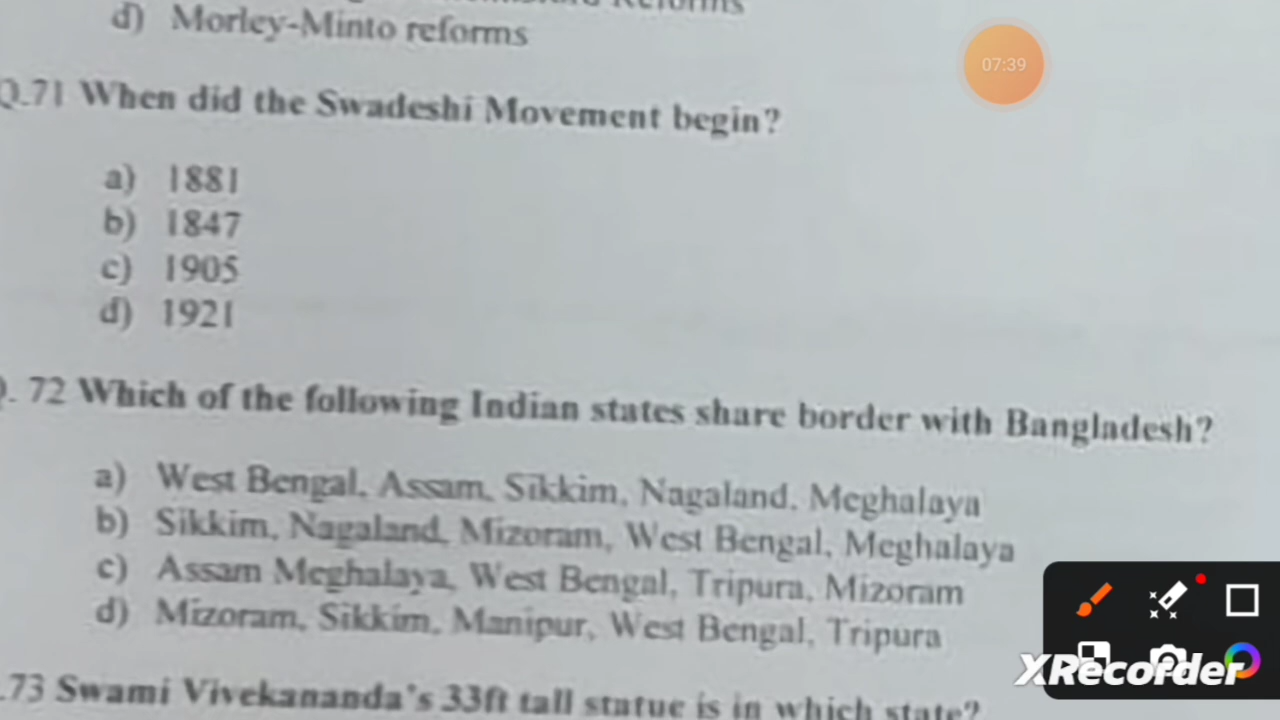 Reforms
d) Morley-Minto reforms
07:39
Q.71 When did the Swadeshi Movement begin?
a) 1881
b) 1847
c) 1905
d) 1921
. 72 Which of the following Indian states share border with Bangladesh?
a) West Bengal, Assam, Sikkim, Nagaland, Meghalaya
b) Sikkim, Nagaland, Mizoram, West Bengal, Meghalaya
c) Assam Meghalaya, West Bengal, Tripura, Mizoram
d) Mizoram, Sikkim, Manipur, West Bengal, Tripura
.73 Swami Vivekananda's 33ft tall statue is in which state?
XRecorder